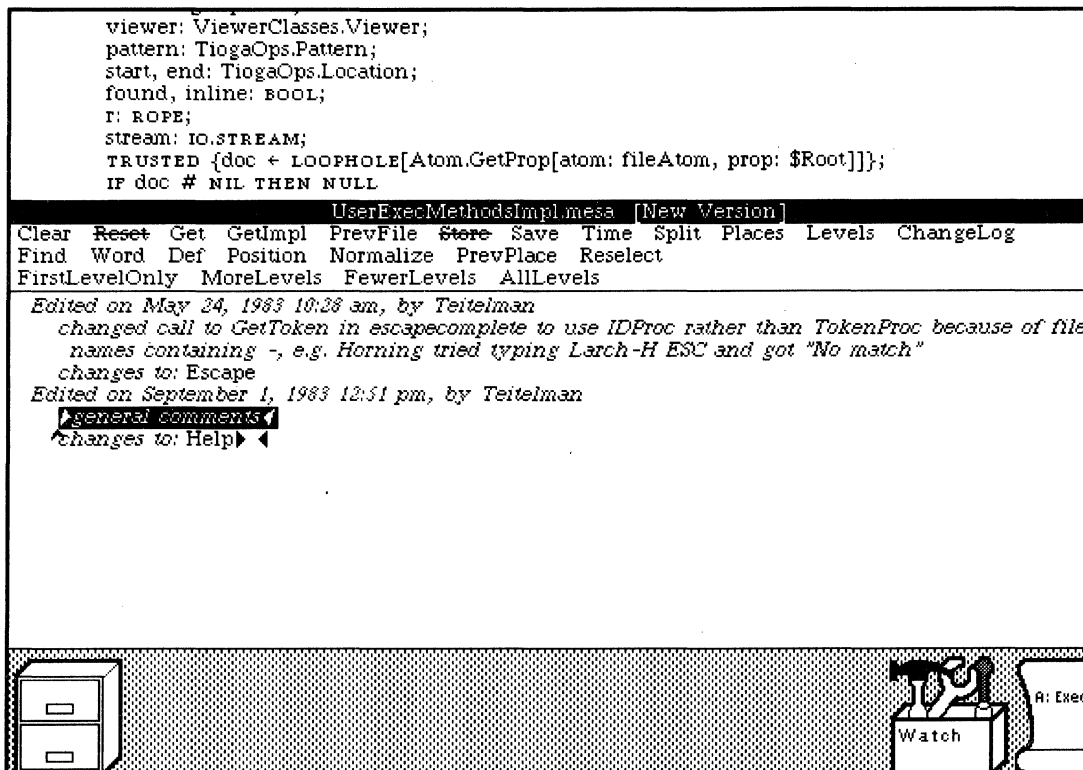 viewer: ViewerClasses.Viewer;
pattern: TiogaOps.Pattern;
start, end: TiogaOps.Location;
found, inline: BOOL;
r: ROPE;
stream: IO.STREAM;
TRUSTED {doc ← LOOPHOLE[Atom.GetProp[atom: fileAtom, prop: $Root]]};
IF doc # NIL THEN NULL
UserExecMethodsImpl.mesa [New Version]
Clear Reset Get GetImpl PrevFile Store Save Time Split Places Levels ChangeLog
Find Word Def Position Normalize PrevPlace Reselect
FirstLevelOnly MoreLevels FewerLevels AllLevels
Edited on May 24, 1983 10:28 am, by Teitelman
changed call to GetToken in escapecomplete to use IDProc rather than TokenProc because of file
names containing -, e.g. Horning tried typing Larch-H ESC and got "No match"
changes to: Escape
Edited on September 1, 1983 12:51 pm, by Teitelman
general comments
changes to: Help
Watch
A: Exec